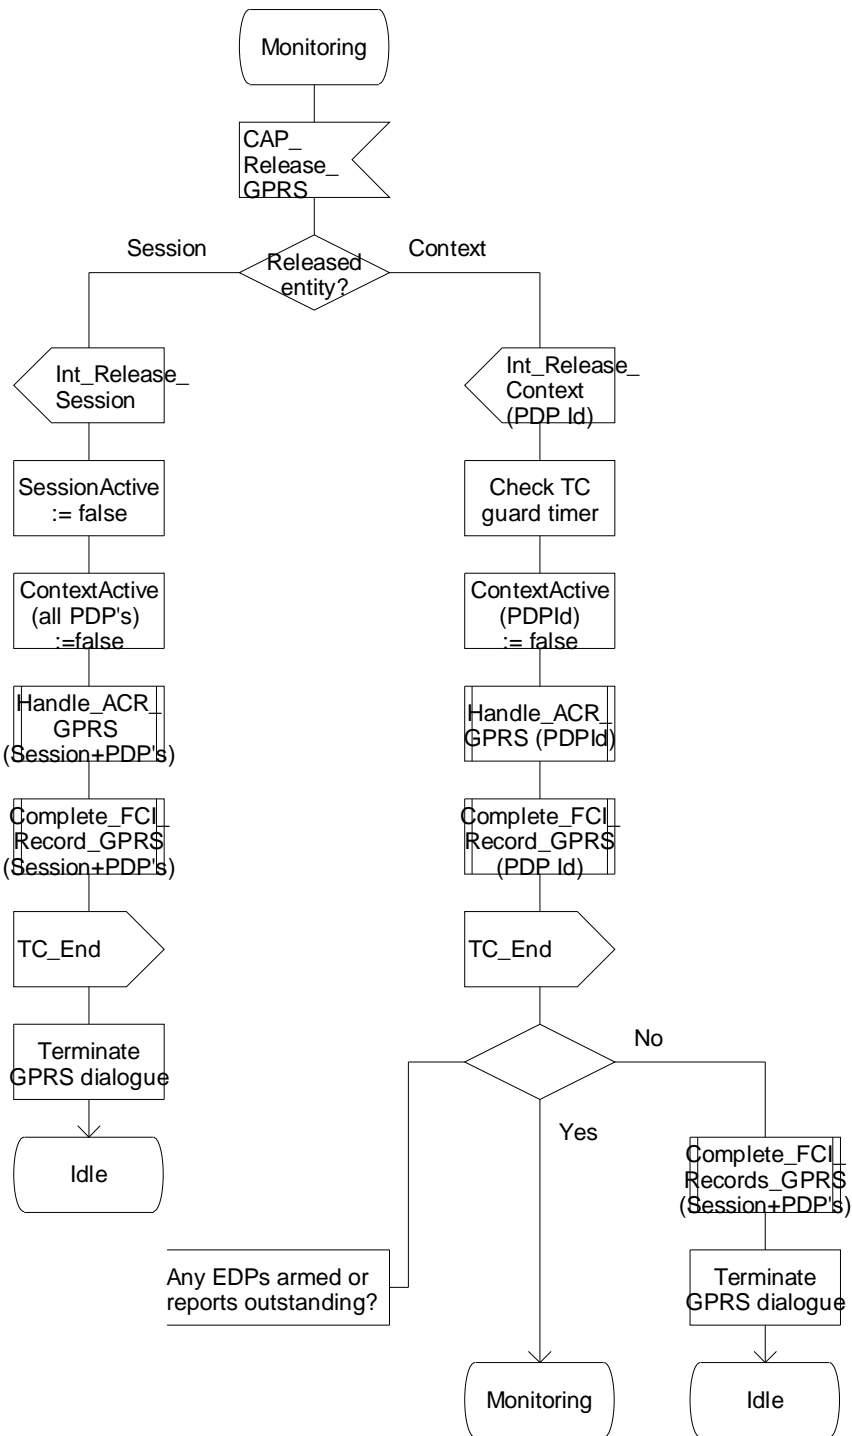 Monitoring
CAP_
Release_
GPRS
Session
Released
entity?
Context
Int_Release_
Session
Int_Release_
Context
(PDP Id)
SessionActive
:= false
Check TC
guard timer
ContextActive
(all PDP's)
:=false
ContextActive
(PDPId)
:= false
Handle_ACR_
GPRS
(Session+PDP's)
Handle_ACR_
GPRS (PDPId)
Complete_FCI_
Record_GPRS
(Session+PDP's)
Complete_FCI_
Record_GPRS
(PDP Id)
TC_End
TC_End
Terminate
GPRS dialogue
No
Yes
Idle
Complete_FCI_
Records_GPRS
(Session+PDP's)
Any EDPs armed or
reports outstanding?
Terminate
GPRS dialogue
Monitoring
Idle